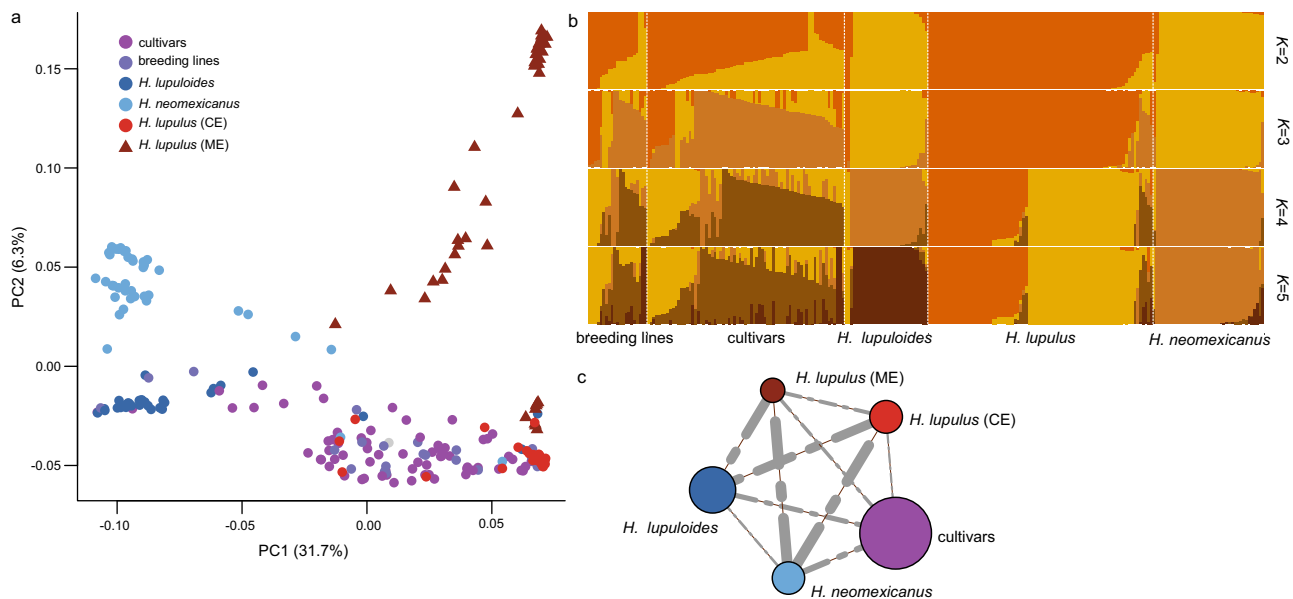 a
cultivars
breeding lines
H. lupuloides
H. neomexicanus
H. lupulus (CE)
H. lupulus (ME)
0.15
0.10
0.05
0.00
-0.05
PC2 (6.3%)
-0.10
-0.05
0.00
0.05
PC1 (31.7%)
b
K=2
K=3
K=4
K=5
breeding lines
cultivars
H. lupuloides
H. lupulus
H. neomexicanus
c
H. lupulus (ME)
H. lupulus (CE)
H. lupuloides
cultivars
H. neomexicanus